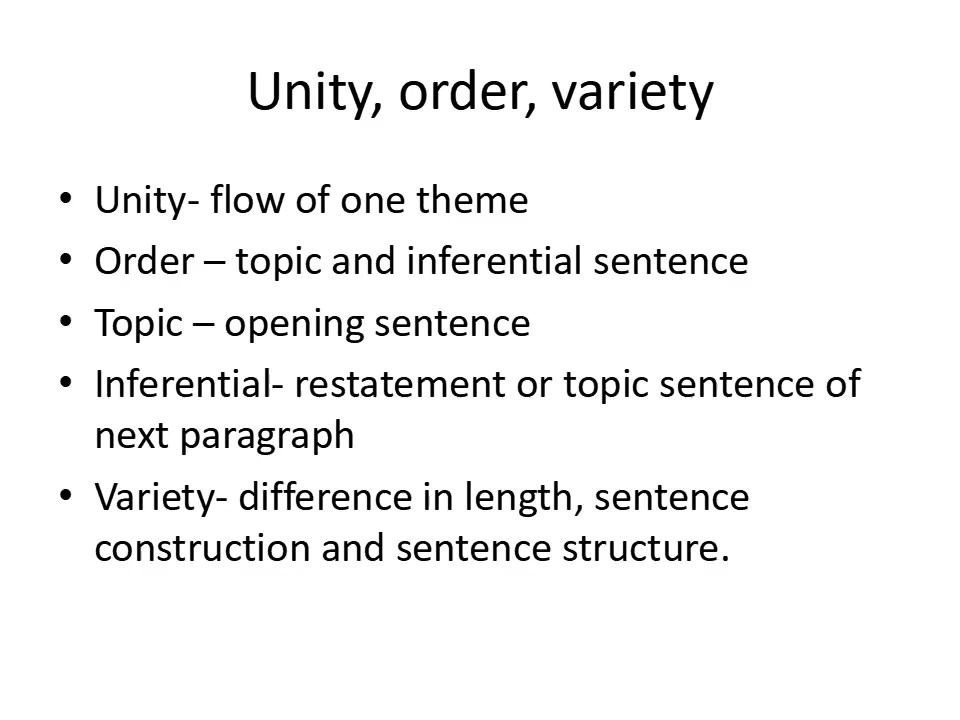 Unity, order, variety
• Unity- flow of one theme
• Order – topic and inferential sentence
• Topic – opening sentence
• Inferential- restatement or topic sentence of
next paragraph
• Variety- difference in length, sentence
construction and sentence structure.